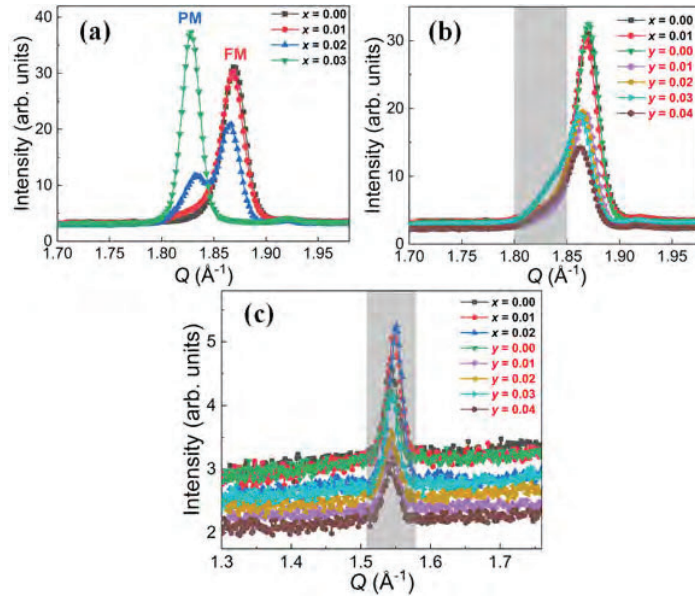 (a)
PM
FM
x = 0.00
x = 0.01
x = 0.02
x = 0.03
40
30
20
10
0
Intensity (arb. units)
1.70 1.75 1.80 1.85 1.90 1.95
Q (Å-1)
(b)
x = 0.00
x = 0.01
y = 0.00
y = 0.01
y = 0.02
y = 0.03
y = 0.04
30
20
10
0
Intensity (arb. units)
1.70 1.75 1.80 1.85 1.90 1.95
Q (Å-1)
(c)
x = 0.00
x = 0.01
x = 0.02
y = 0.00
y = 0.01
y = 0.02
y = 0.03
y = 0.04
5
4
3
2
Intensity (arb. units)
1.3 1.4 1.5 1.6 1.7
Q (Å-1)